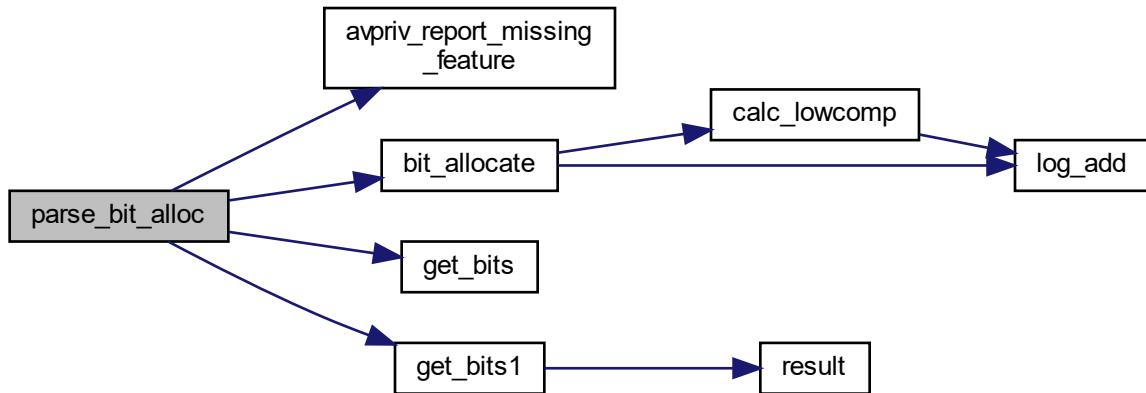 avpriv_report_missing
_feature
calc_lowcomp
bit_allocate
log_add
parse_bit_alloc
get_bits
get_bits1
result